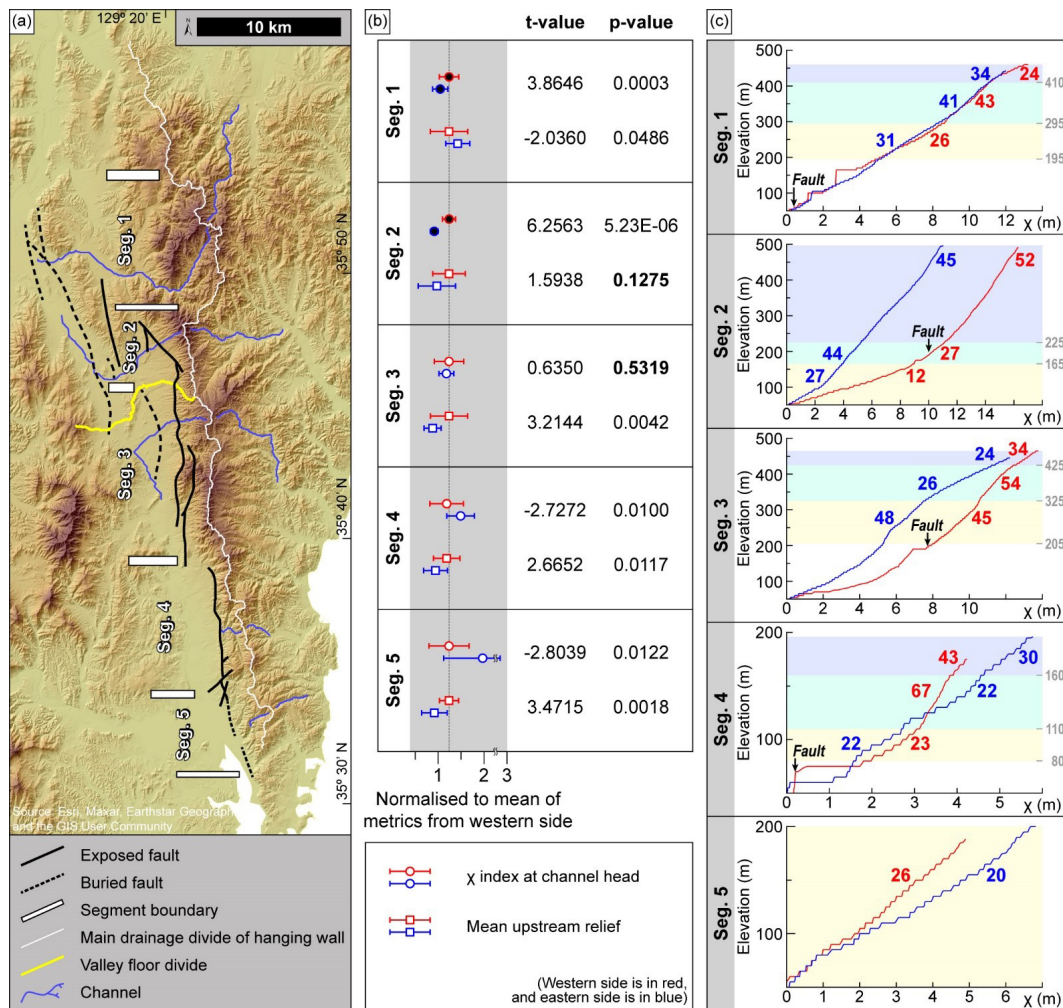 (a)
129° 20' E
N
10 km
35° 50' N
35° 40' N
35° 30' N
Seg. 1
Seg. 2
Seg. 3
Seg. 4
Seg. 5
Source: Esri, Maxar, Earthstar Geograph
and the GIS User Community
Exposed fault
Buried fault
Segment boundary
Main drainage divide of hanging wall
Valley floor divide
Channel
(b)
t-value p-value
Seg. 1
3.8646 0.0003
-2.0360 0.0486
Seg. 2
6.2563 5.23E-06
1.5938 0.1275
Seg. 3
0.6350 0.5319
3.2144 0.0042
Seg. 4
-2.7272 0.0100
2.6652 0.0117
Seg. 5
-2.8039 0.0122
3.4715 0.0018
1 2 3
Normalised to mean of
metrics from western side
χ index at channel head
Mean upstream relief
(Western side is in red,
and eastern side is in blue)
(c)
Seg. 1
Elevation (m)
500
400
300
200
100
34
24
41
43
31
26
410
295
195
Fault
0 2 4 6 8 10 12 χ (m)
Seg. 2
Elevation (m)
500
400
300
200
100
45
52
44
27
27
12
225
165
Fault
0 2 4 6 8 10 12 14 χ (m)
Seg. 3
Elevation (m)
500
400
300
200
100
24
34
26
54
48
45
425
325
205
Fault
0 2 4 6 8 10 χ (m)
Seg. 4
Elevation (m)
200
100
43
30
67
22
22
23
160
110
80
Fault
0 1 2 3 4 5 χ (m)
Seg. 5
Elevation (m)
200
100
26
20
0 1 2 3 4 5 6 χ (m)